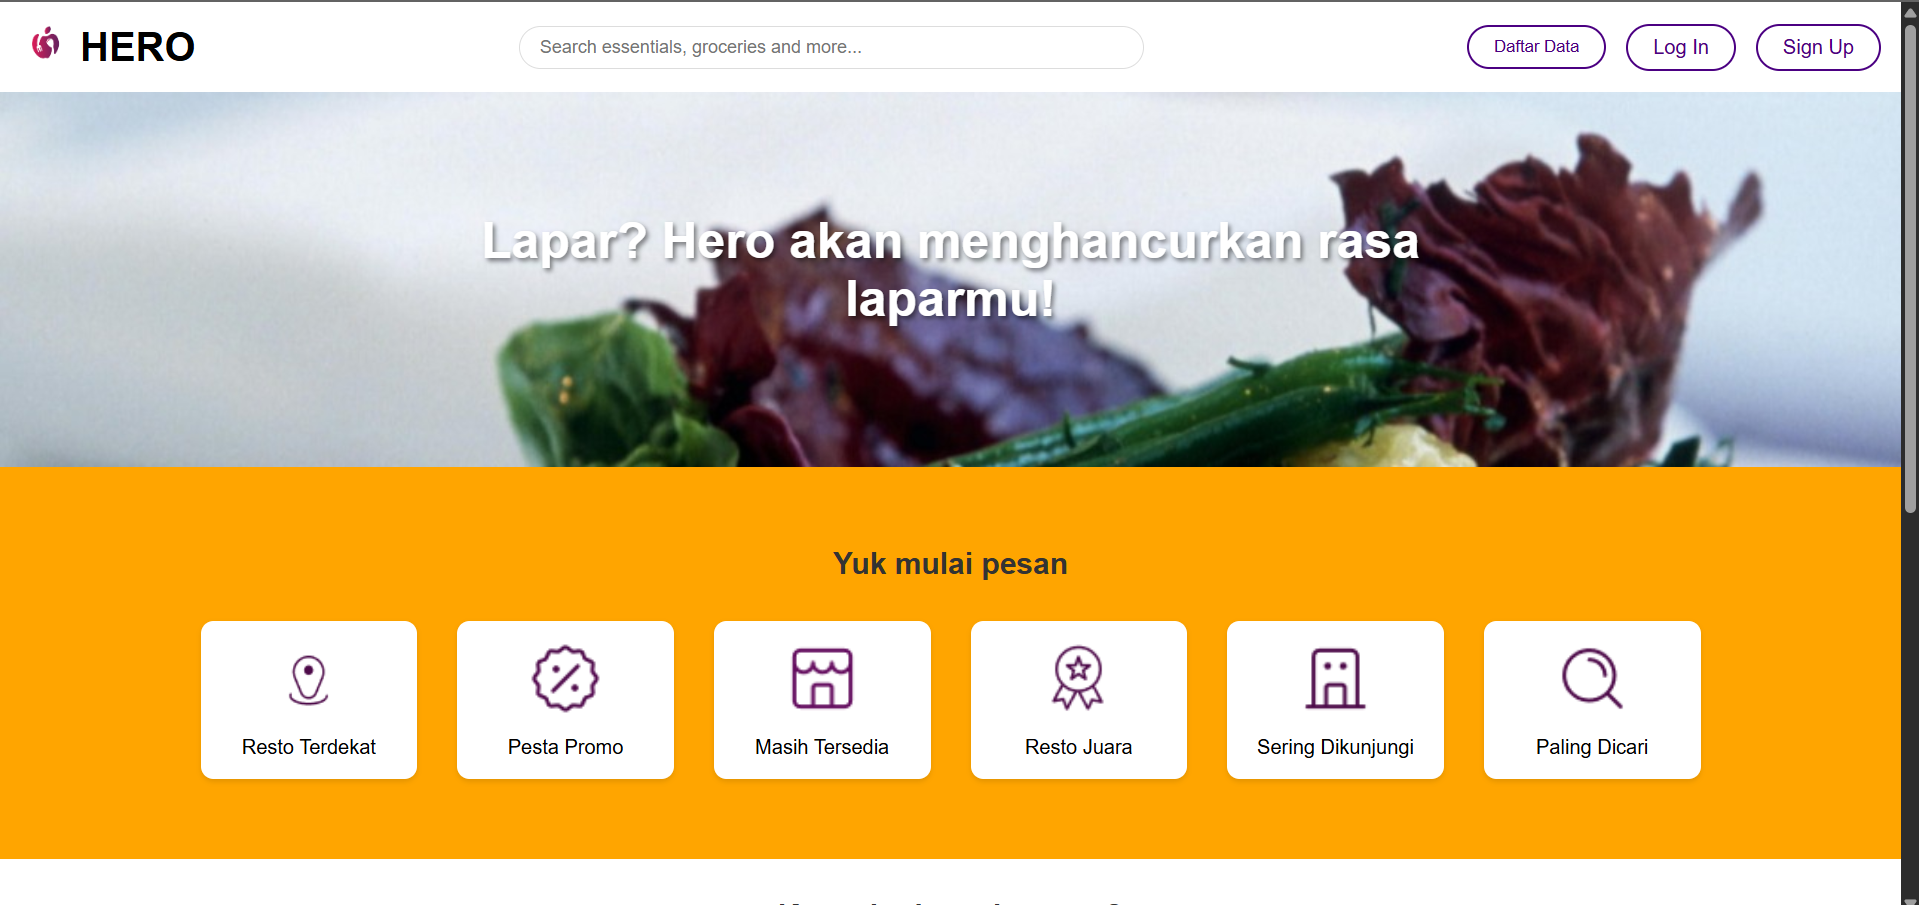 HERO
Search essentials, groceries and more...
Daftar Data
Log In
Sign Up
Lapar? Hero akan menghancurkan rasa
laparmu!
Yuk mulai pesan
Resto Terdekat
Pesta Promo
Masih Tersedia
Resto Juara
Sering Dikunjungi
Paling Dicari